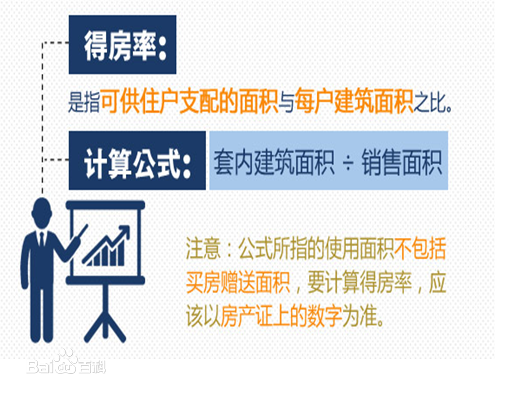 得房率：
是指可供住户支配的面积与每户建筑面积之比。
计算公式：套内建筑面积 ÷ 销售面积
注意：公式所指的使用面积不包括
买房赠送面积，要计算得房率，应
该以房产证上的数字为准。
Bai百科